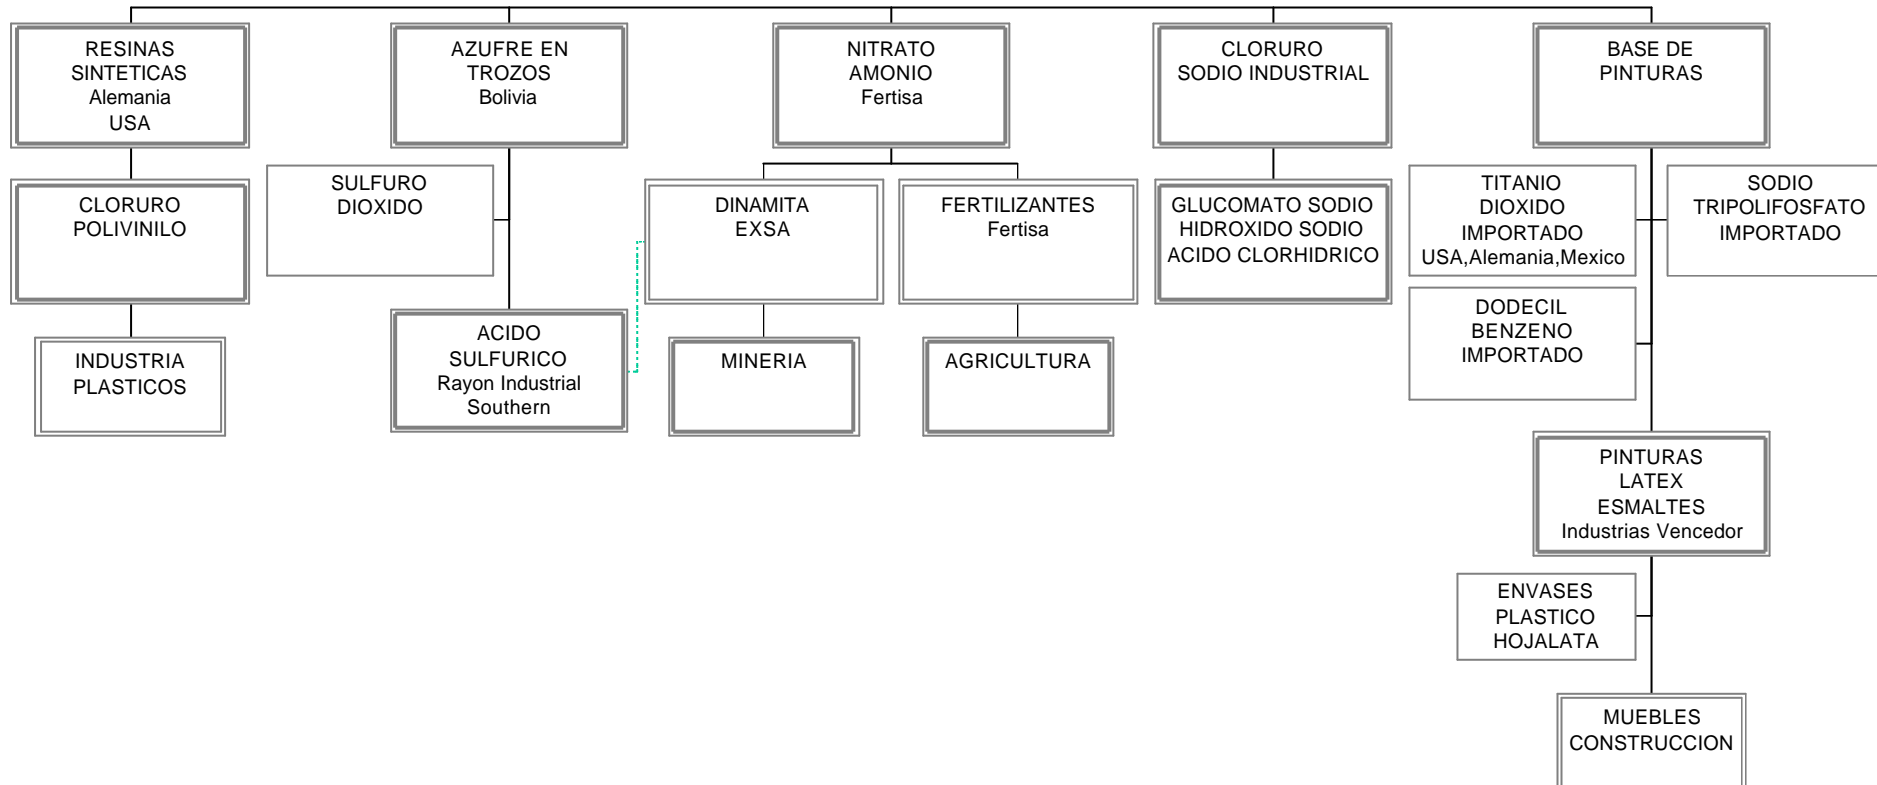 RESINAS
SINTETICAS
Alemania
USA
AZUFRE EN
TROZOS
Bolivia
NITRATO
AMONIO
Fertisa
CLORURO
SODIO INDUSTRIAL
BASE DE
PINTURAS
CLORURO
POLIVINILO
SULFURO
DIOXIDO
DINAMITA
EXSA
FERTILIZANTES
Fertisa
GLUCOMATO SODIO
HIDROXIDO SODIO
ACIDO CLORHIDRICO
TITANIO
DIOXIDO
IMPORTADO
USA,Alemania,Mexico
SODIO
TRIPOLIFOSFATO
IMPORTADO
INDUSTRIA
PLASTICOS
ACIDO
SULFURICO
Rayon Industrial
Southern
MINERIA
AGRICULTURA
DODECIL
BENZENO
IMPORTADO
PINTURAS
LATEX
ESMALTES
Industrias Vencedor
ENVASES
PLASTICO
HOJALATA
MUEBLES
CONSTRUCCION